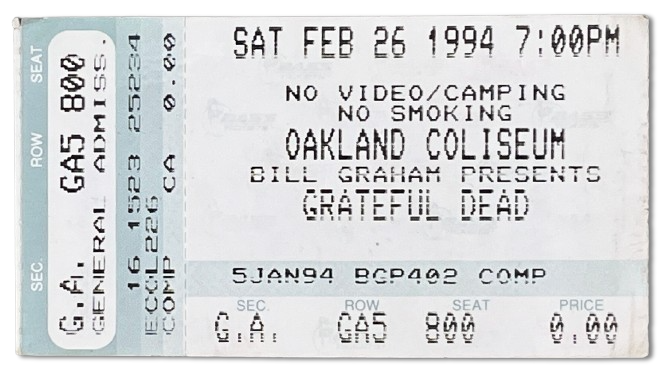 SEC. ROW SEAT
G.A. GA5 800
GENERAL ADMISS.
16 1523 25234
ECCL226
COMP CA 0.00
SAT FEB 26 1994 7:00PM
NO VIDEO/CAMPING
NO SMOKING
OAKLAND COLISEUM
BILL GRAHAM PRESENTS
GRATEFUL DEAD
5JAN94 BGP402 COMP
SEC. ROW SEAT PRICE
G.A. GA5 800 0.00